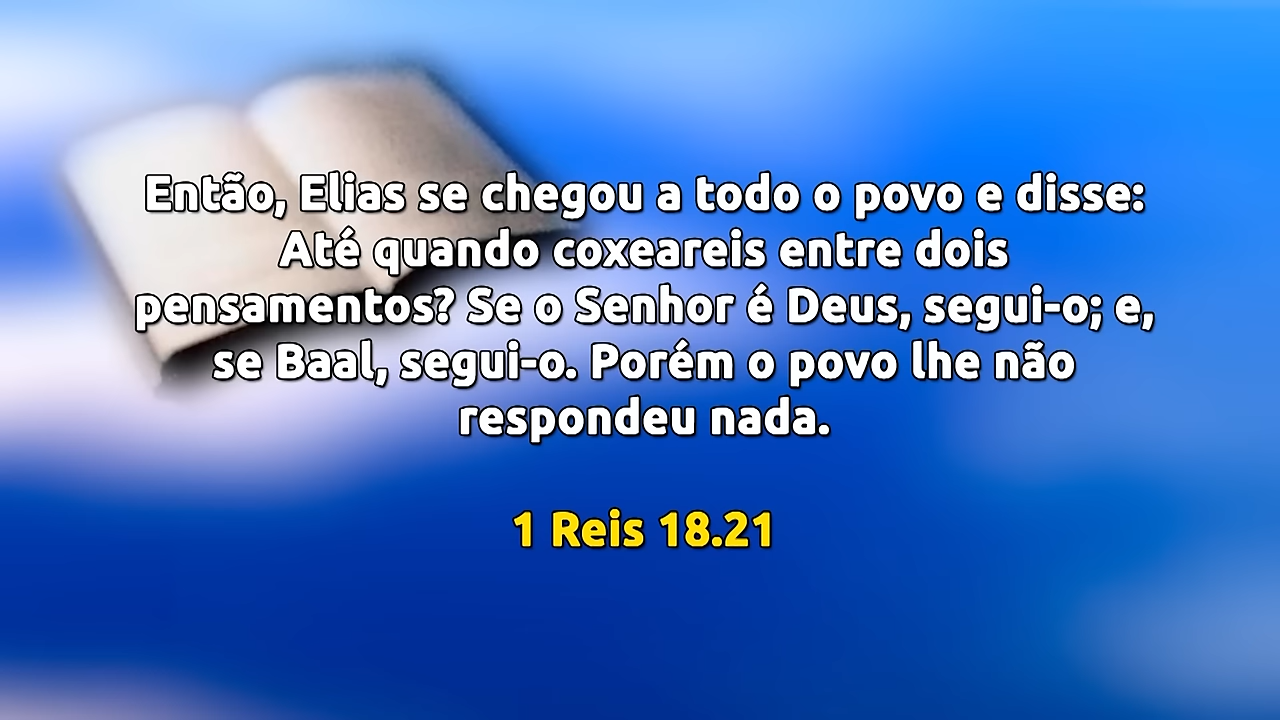 Então, Elias se chegou a todo o povo e disse:
Até quando coxeareis entre dois
pensamentos? Se o Senhor é Deus, segui-o; e,
se Baal, segui-o. Porém o povo lhe não
respondeu nada.
1 Reis 18.21